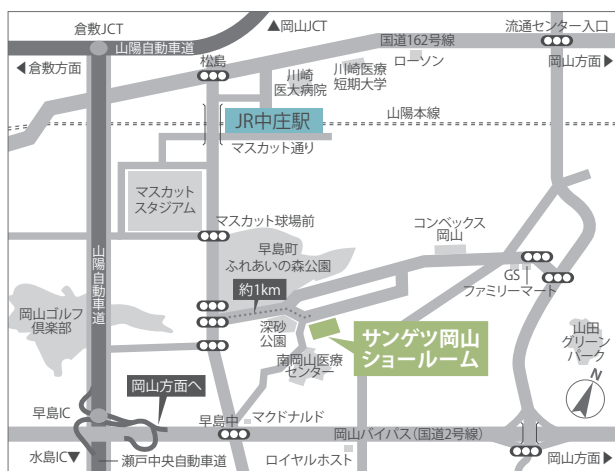 倉敷JCT
▲岡山JCT
流通センター入口
山陽自動車道
国道162号線
◀倉敷方面
松島
ローソン
岡山方面▶
川崎
医大病院
川崎医療
短期大学
JR中庄駅
山陽本線
マスカット通り
マスカット
スタジアム
マスカット球場前
コンベックス
岡山
早島町
ふれあいの森公園
山陽自動車道
GS
ファミリーマート
約1km
岡山ゴルフ
倶楽部
深砂
公園
サンゲツ岡山
ショールーム
山田
グリーン
パーク
南岡山医療
センター
N
岡山方面へ
早島IC
早島中
マクドナルド
岡山バイパス(国道2号線)
水島IC▼
瀬戸中央自動車道
ロイヤルホスト
岡山方面▶